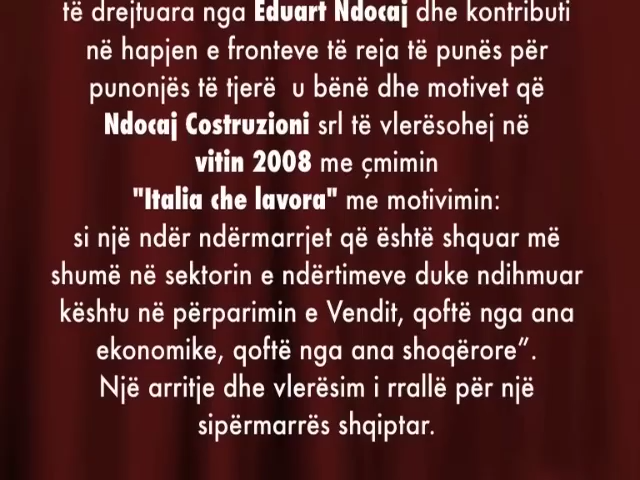 të drejtuara nga Eduart Ndocaj dhe kontributi
në hapjen e fronteve të reja të punës për
punonjës të tjerë u bënë dhe motivet që
Ndocaj Costruzioni srl të vlerësohej në
vitin 2008 me çmimin
"Italia che lavora" me motivimin:
si një ndër ndërmarrjet që është shquar më
shumë në sektorin e ndërtimeve duke ndihmuar
kështu në përparimin e Vendit, qoftë nga ana
ekonomike, qoftë nga ana shoqërore”.
Një arritje dhe vlerësim i rrallë për një
sipërmarrës shqiptar.